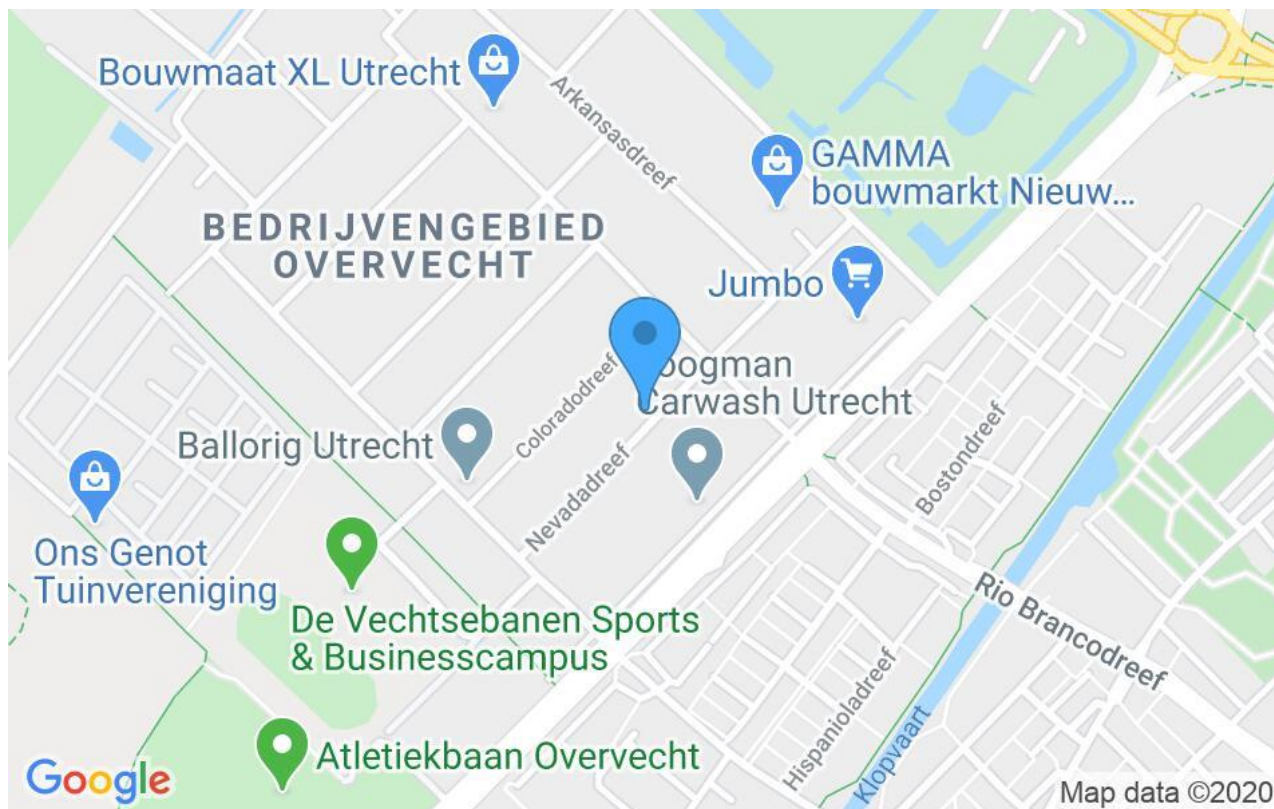 Bouwmaat XL Utrecht
Arkansasdreef
GAMMA
bouwmarkt Nieuw...
BEDRIJVENGEBIED
OVERVECHT
Jumbo
Coloradodreef
Carwash Utrecht
Ballorig Utrecht
Nevadadreef
Bostondreef
Ons Genot
Tuinvereniging
De Vechtsebanen Sports
& Businesscampus
Rio Brancodreef
Hispanioladreef
Klopvaart
Atletiekbaan Overvecht
Google
Map data ©2020